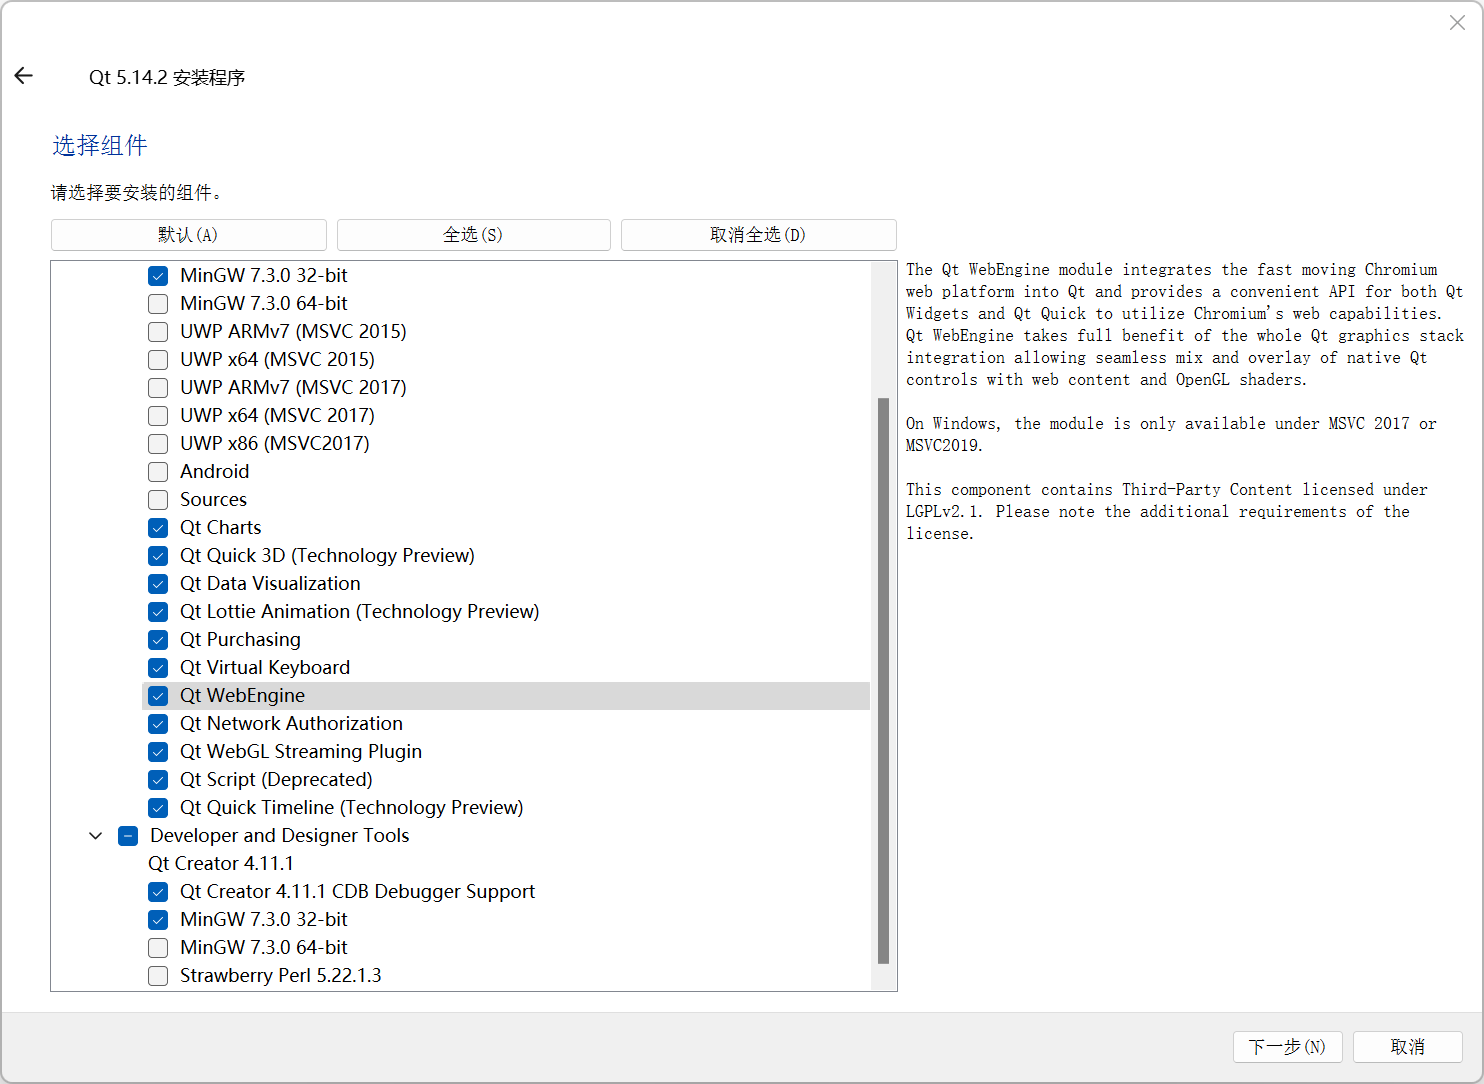 Qt 5.14.2 安装程序
选择组件
请选择要安装的组件。
默认(A)
全选(S)
取消全选(D)
MinGW 7.3.0 32-bit
MinGW 7.3.0 64-bit
UWP ARMv7 (MSVC 2015)
UWP x64 (MSVC 2015)
UWP ARMv7 (MSVC 2017)
UWP x64 (MSVC 2017)
UWP x86 (MSVC2017)
Android
Sources
Qt Charts
Qt Quick 3D (Technology Preview)
Qt Data Visualization
Qt Lottie Animation (Technology Preview)
Qt Purchasing
Qt Virtual Keyboard
Qt WebEngine
Qt Network Authorization
Qt WebGL Streaming Plugin
Qt Script (Deprecated)
Qt Quick Timeline (Technology Preview)
Developer and Designer Tools
Qt Creator 4.11.1
Qt Creator 4.11.1 CDB Debugger Support
MinGW 7.3.0 32-bit
MinGW 7.3.0 64-bit
Strawberry Perl 5.22.1.3
The Qt WebEngine module integrates the fast moving Chromium
web platform into Qt and provides a convenient API for both Qt
Widgets and Qt Quick to utilize Chromium's web capabilities.
Qt WebEngine takes full benefit of the whole Qt graphics stack
integration allowing seamless mix and overlay of native Qt
controls with web content and OpenGL shaders.
On Windows, the module is only available under MSVC 2017 or
MSVC2019.
This component contains Third-Party Content licensed under
LGPLv2.1. Please note the additional requirements of the
license.
下一步(N)
取消